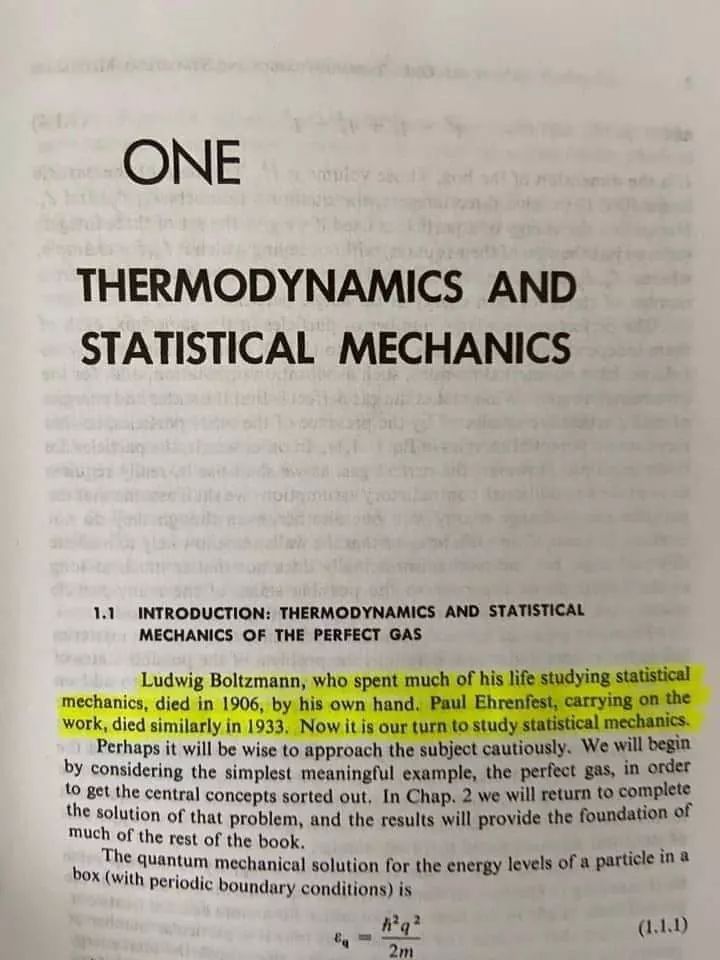 ONE
THERMODYNAMICS AND
STATISTICAL MECHANICS
1.1 INTRODUCTION: THERMODYNAMICS AND STATISTICAL
MECHANICS OF THE PERFECT GAS
Ludwig Boltzmann, who spent much of his life studying statistical
mechanics, died in 1906, by his own hand. Paul Ehrenfest, carrying on the
work, died similarly in 1933. Now it is our turn to study statistical mechanics.
Perhaps it will be wise to approach the subject cautiously. We will begin
by considering the simplest meaningful example, the perfect gas, in order
to get the central concepts sorted out. In Chap. 2 we will return to complete
the solution of that problem, and the results will provide the foundation of
much of the rest of the book.
The quantum mechanical solution for the energy levels of a particle in a
box (with periodic boundary conditions) is
ε_q = ħ²q² / 2m (1.1.1)